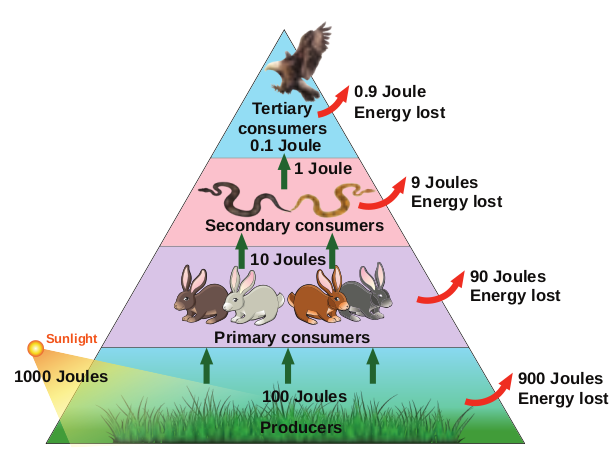 0.9 Joule
Energy lost
Tertiary
consumers
0.1 Joule
1 Joule
9 Joules
Energy lost
Secondary consumers
10 Joules
90 Joules
Energy lost
Primary consumers
Sunlight
1000 Joules
900 Joules
Energy lost
100 Joules
Producers